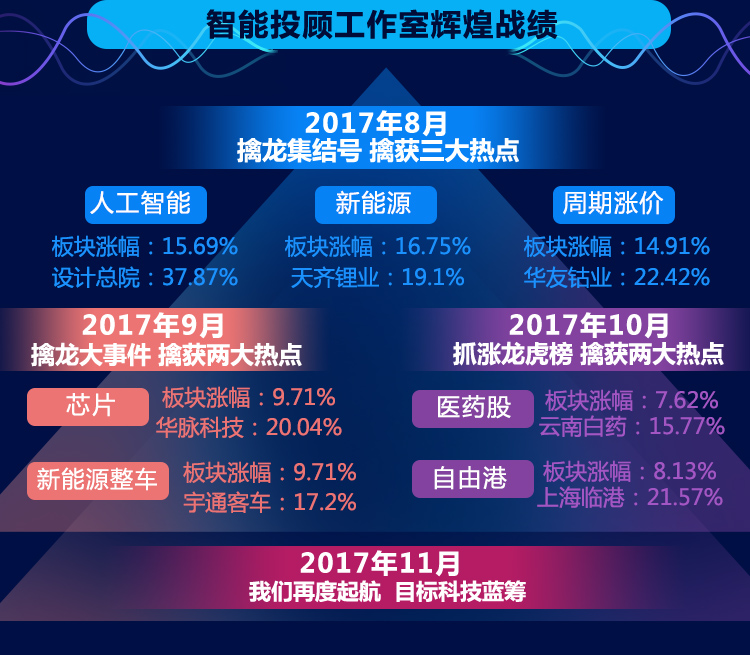 智能投顾工作室辉煌战绩
2017年8月
擒龙集结号 擒获三大热点
人工智能 新能源 周期涨价
板块涨幅：15.69% 板块涨幅：16.75% 板块涨幅：14.91%
设计总院：37.87% 天齐锂业：19.1% 华友钴业：22.42%
2017年9月
擒龙大事件 擒获两大热点
芯片
板块涨幅：9.71%
华脉科技：20.04%
新能源整车
板块涨幅：9.71%
宇通客车：17.2%
2017年10月
抓涨龙虎榜 擒获两大热点
医药股
板块涨幅：7.62%
云南白药：15.77%
自由港
板块涨幅：8.13%
上海临港：21.57%
2017年11月
我们再度起航 目标科技蓝筹